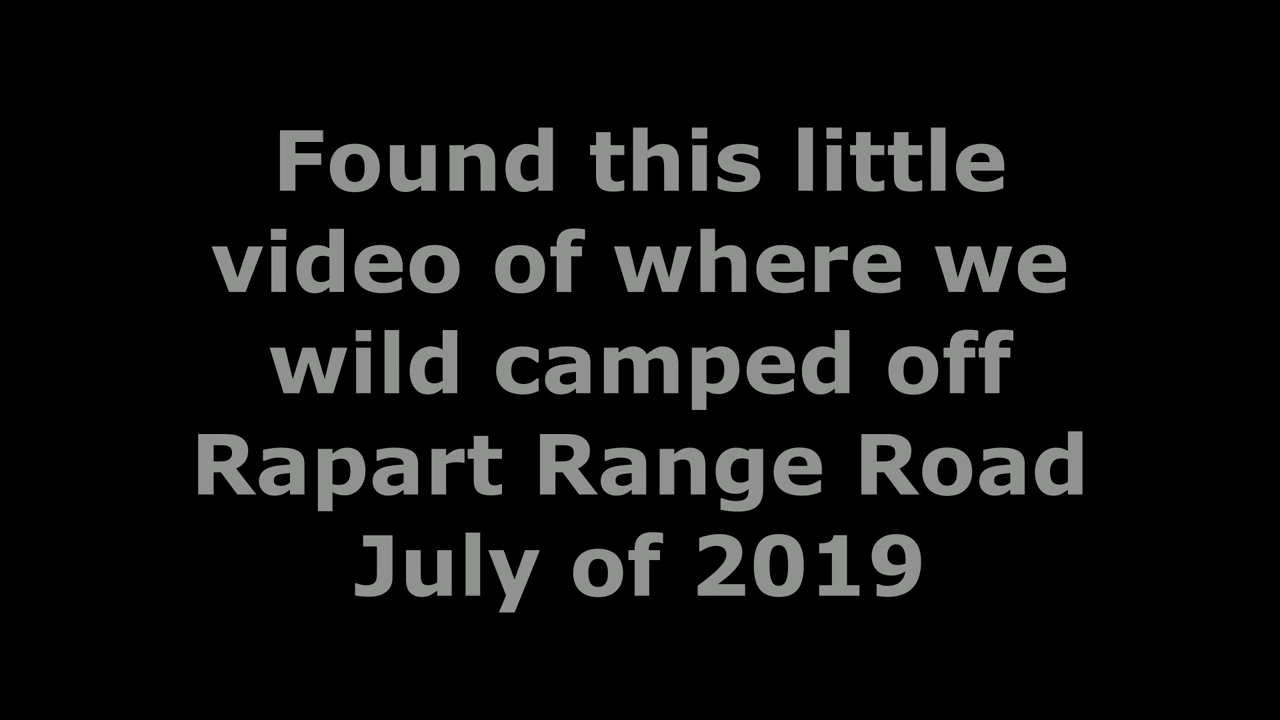 Found this little
video of where we
wild camped off
Rapart Range Road
July of 2019